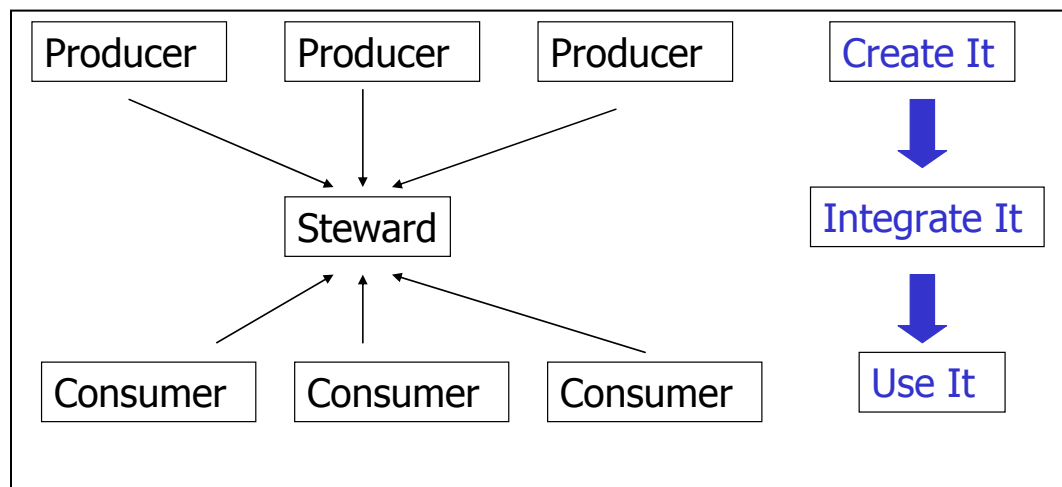 Producer
Producer
Producer
Create It
Steward
Integrate It
Consumer
Consumer
Consumer
Use It